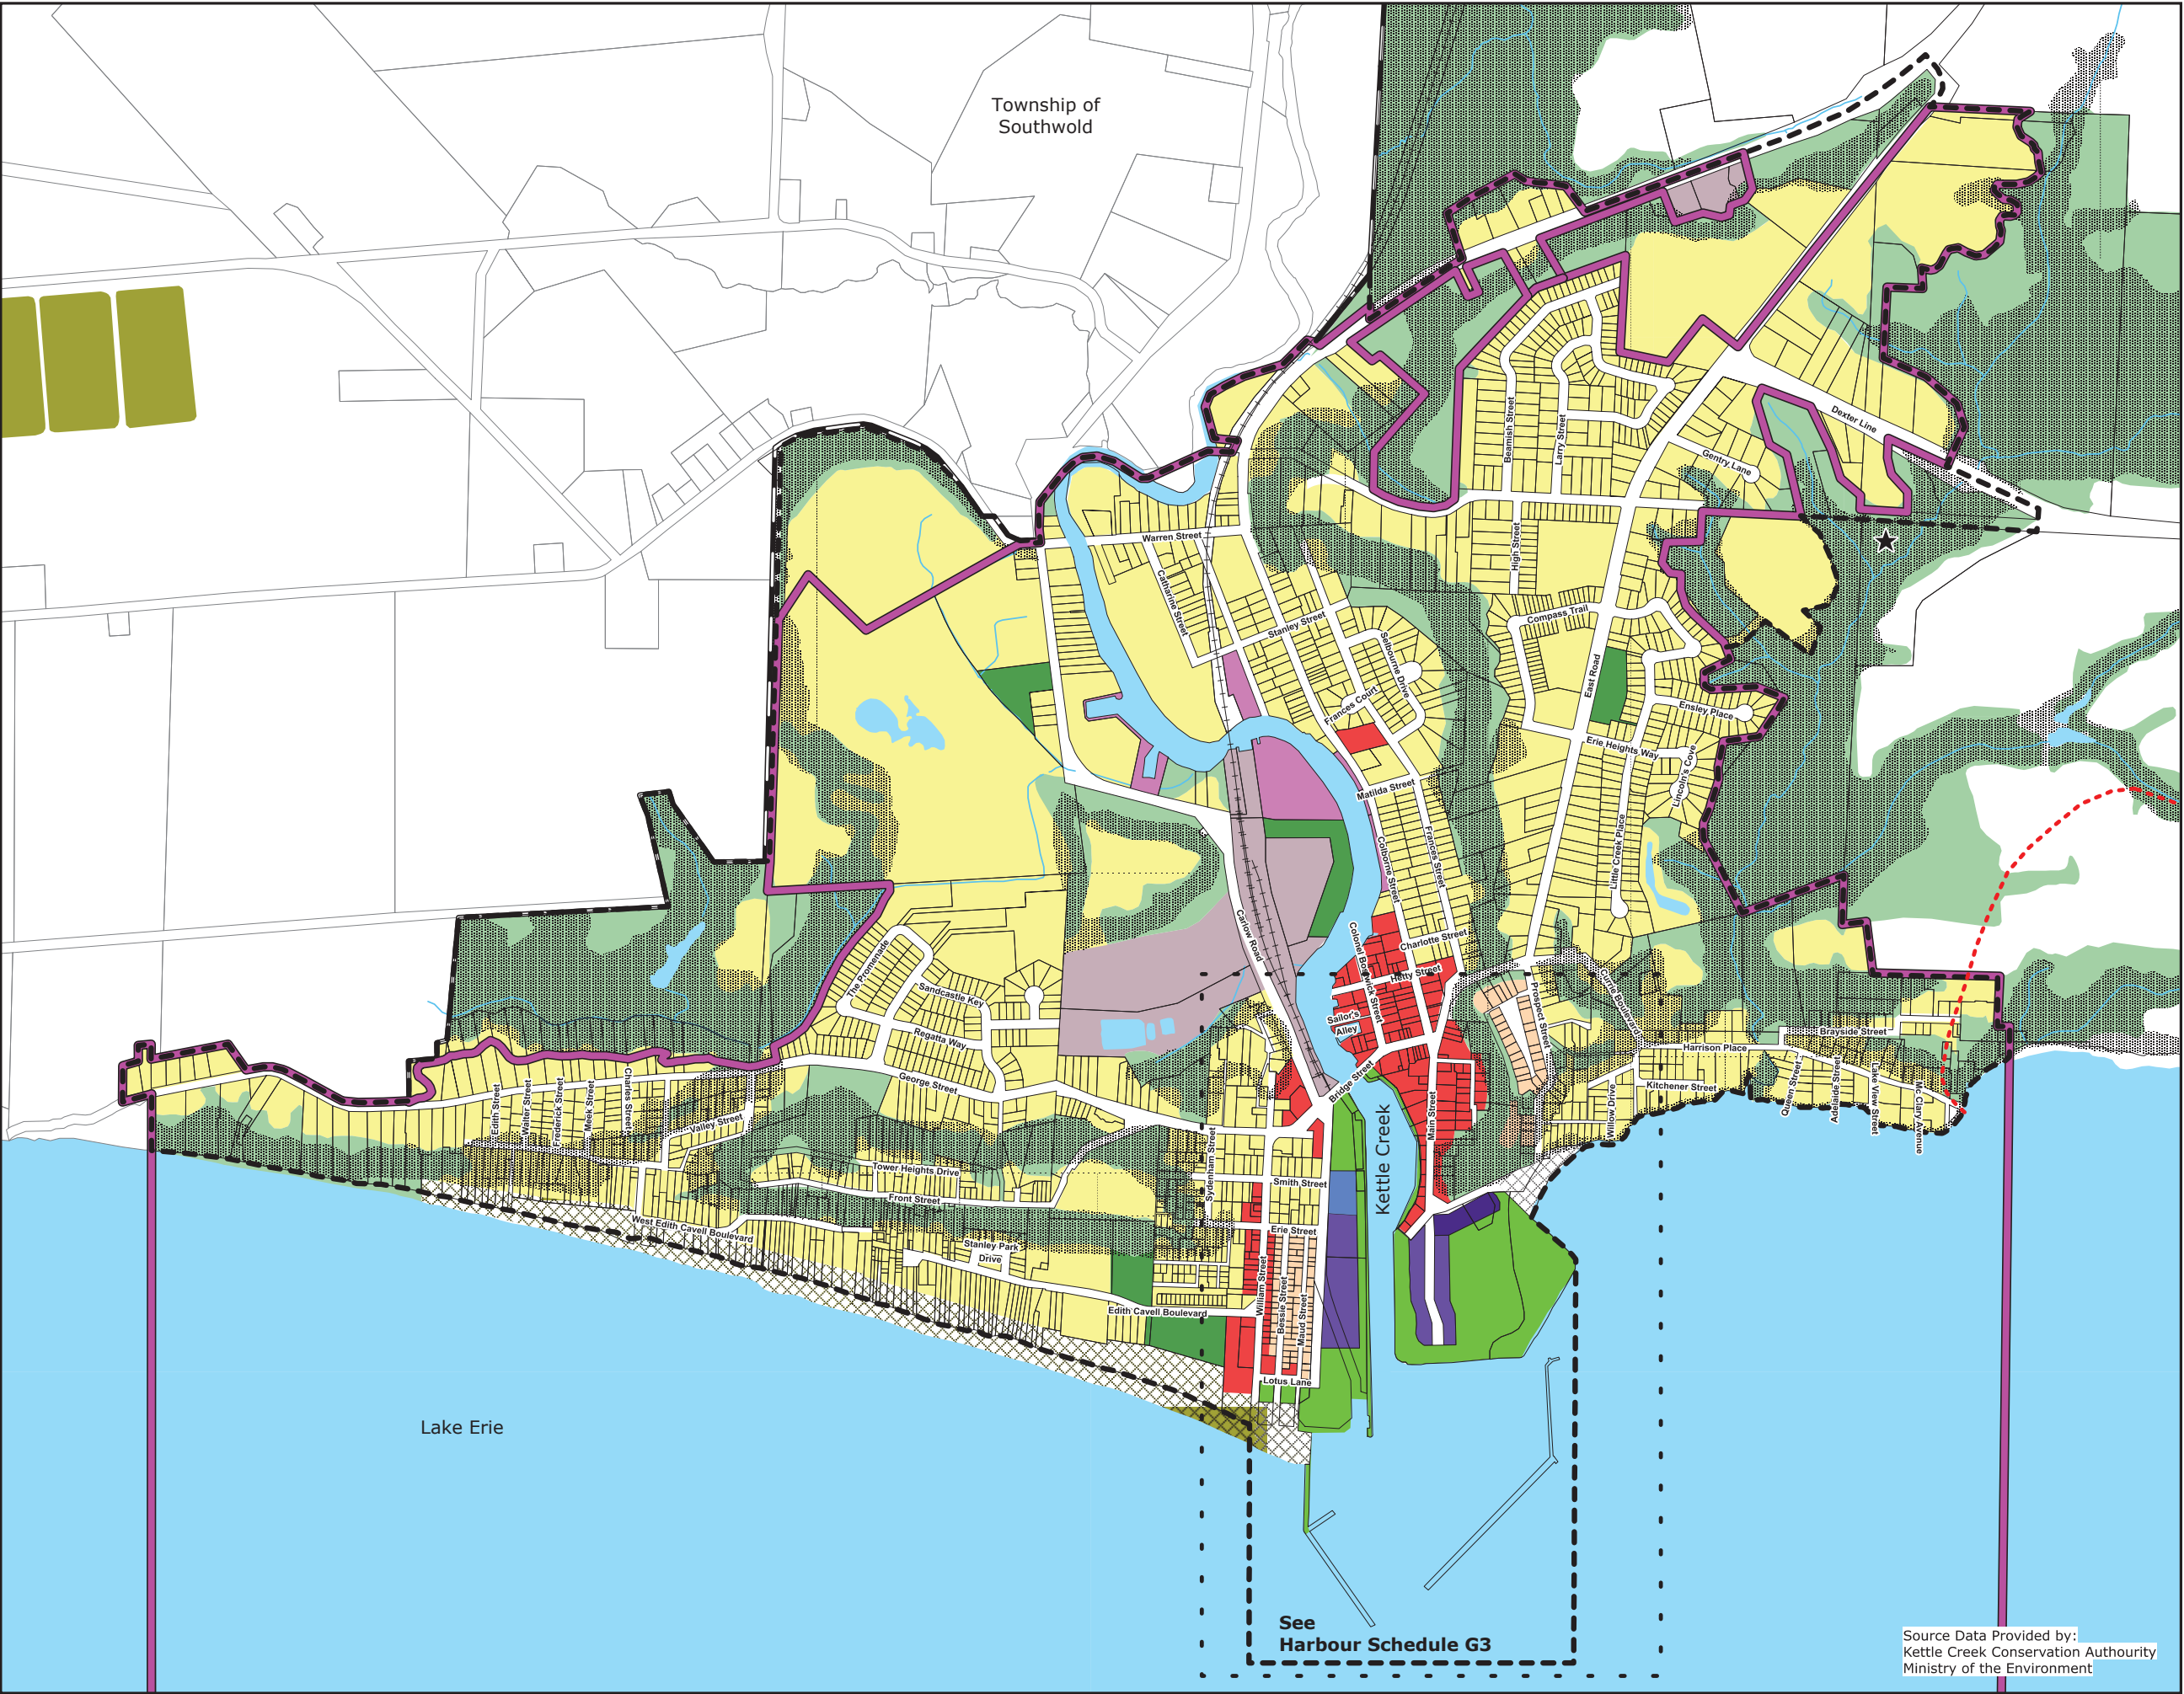 Township of
Southwold
Dexter Line
Beamish Street
Larry Street
Gentry Lane
Warren Street
High Street
Catharine Street
Stanley Street
Compass Trail
Selbourne Drive
East Road
Frances Court
Ensley Place
Erie Heights Way
Lincoln's Cove
Matilda Street
Little Creek Place
Frances Street
Colborne Street
Carlow Road
Charlotte Street
Colonel Bostwick Street
Hetty Street
The Promenade
Sandcastle Key
Regatta Way
Sailor's
Alley
Prospect Street
Currie Boulevard
Brayside Street
Harrison Place
George Street
Bridge Street
Kitchener Street
Edith Street
Walter Street
Frederick Street
Meek Street
Charles Street
Valley Street
Queen Street
Adelaide Street
Lake View Street
Mc Clary Avenue
Willow Drive
Main Street
Kettle Creek
Tower Heights Drive
Front Street
Sydenham Street
Smith Street
West Edith Cavell Boulevard
Erie Street
Stanley Park
Drive
William Street
Bessie Street
Maud Street
Edith Cavell Boulevard
Lotus Lane
Lake Erie
See
Harbour Schedule G3
Source Data Provided by:
Kettle Creek Conservation Authourity
Ministry of the Environment